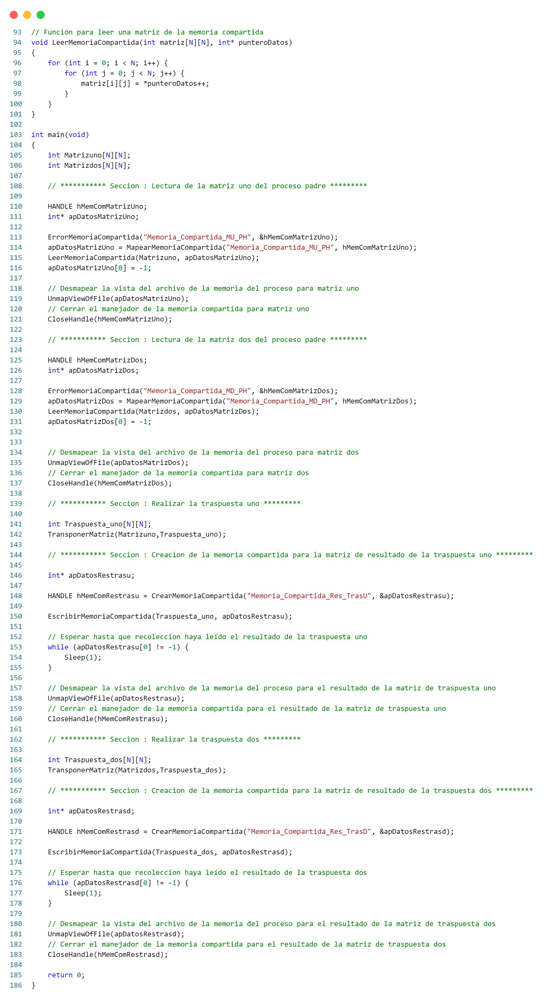 93 // Función para leer una matriz de la memoria compartida
94 void LeerMemoriaCompartida(int matriz[N][N], int* punteroDatos)
95 {
96     for (int i = 0; i < N; i++) {
97         for (int j = 0; j < N; j++) {
98             matriz[i][j] = *punteroDatos++;
99         }
100     }
101 }
102
103 int main(void)
104 {
105     int Matrizuno[N][N];
106     int Matrizdos[N][N];
107
108     // *********** Seccion : Lectura de la matriz uno del proceso padre *********
109
110     HANDLE hMemComMatrizUno;
111     int* apDatosMatrizUno;
112
113     ErrorMemoriaCompartida("Memoria_Compartida_MU_PH", &hMemComMatrizUno);
114     apDatosMatrizUno = MapearMemoriaCompartida("Memoria_Compartida_MU_PH", hMemComMatrizUno);
115     LeerMemoriaCompartida(Matrizuno, apDatosMatrizUno);
116     apDatosMatrizUno[0] = -1;
117
118     // Desmapear la vista del archivo de la memoria del proceso para matriz uno
119     UnmapViewOfFile(apDatosMatrizUno);
120     // Cerrar el manejador de la memoria compartida para matriz uno
121     CloseHandle(hMemComMatrizUno);
122
123     // *********** Seccion : Lectura de la matriz dos del proceso padre *********
124
125     HANDLE hMemComMatrizDos;
126     int* apDatosMatrizDos;
127
128     ErrorMemoriaCompartida("Memoria_Compartida_MD_PH", &hMemComMatrizDos);
129     apDatosMatrizDos = MapearMemoriaCompartida("Memoria_Compartida_MD_PH", hMemComMatrizDos);
130     LeerMemoriaCompartida(Matrizdos, apDatosMatrizDos);
131     apDatosMatrizDos[0] = -1;
132
133
134     // Desmapear la vista del archivo de la memoria del proceso para matriz dos
135     UnmapViewOfFile(apDatosMatrizDos);
136     // Cerrar el manejador de la memoria compartida para matriz dos
137     CloseHandle(hMemComMatrizDos);
138
139     // *********** Seccion : Realizar la traspuesta uno *********
140
141     int Traspuesta_uno[N][N];
142     TransponerMatriz(Matrizuno,Traspuesta_uno);
143
144     // *********** Seccion : Creacion de la memoria compartida para la matriz de resultado de la traspuesta uno *********
145
146     int* apDatosRestrasu;
147
148     HANDLE hMemComRestrasu = CrearMemoriaCompartida("Memoria_Compartida_Res_TrasU", &apDatosRestrasu);
149
150     EscribirMemoriaCompartida(Traspuesta_uno, apDatosRestrasu);
151
152     // Esperar hasta que recoleccion haya leído el resultado de la traspuesta uno
153     while (apDatosRestrasu[0] != -1) {
154         Sleep(1);
155     }
156
157     // Desmapear la vista del archivo de la memoria del proceso para el resultado de la matriz de traspuesta uno
158     UnmapViewOfFile(apDatosRestrasu);
159     // Cerrar el manejador de la memoria compartida para el resultado de la matriz de traspuesta uno
160     CloseHandle(hMemComRestrasu);
161
162     // *********** Seccion : Realizar la traspuesta dos *********
163
164     int Traspuesta_dos[N][N];
165     TransponerMatriz(Matrizdos,Traspuesta_dos);
166
167     // *********** Seccion : Creacion de la memoria compartida para la matriz de resultado de la traspuesta dos *********
168
169     int* apDatosRestrasd;
170
171     HANDLE hMemComRestrasd = CrearMemoriaCompartida("Memoria_Compartida_Res_TrasD", &apDatosRestrasd);
172
173     EscribirMemoriaCompartida(Traspuesta_dos, apDatosRestrasd);
174
175     // Esperar hasta que recoleccion haya leído el resultado de la traspuesta dos
176     while (apDatosRestrasd[0] != -1) {
177         Sleep(1);
178     }
179
180     // Desmapear la vista del archivo de la memoria del proceso para el resultado de la matriz de traspuesta dos
181     UnmapViewOfFile(apDatosRestrasd);
182     // Cerrar el manejador de la memoria compartida para el resultado de la matriz de traspuesta dos
183     CloseHandle(hMemComRestrasd);
184
185     return 0;
186 }